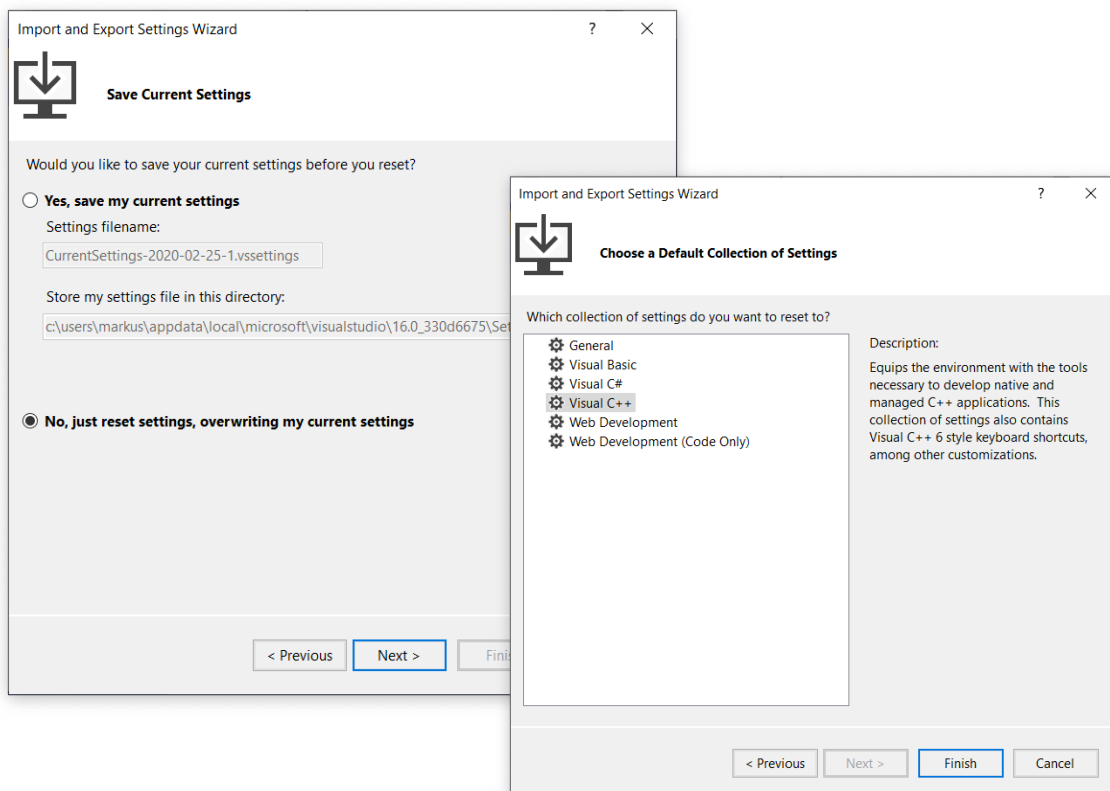 Import and Export Settings Wizard
?
Save Current Settings
Would you like to save your current settings before you reset?
Yes, save my current settings
Settings filename:
CurrentSettings-2020-02-25-1.vssettings
Store my settings file in this directory:
c:\users\markus\appdata\local\microsoft\visualstudio\16.0_330d6675\Set
No, just reset settings, overwriting my current settings
< Previous
Next >
Finis
Import and Export Settings Wizard
?
Choose a Default Collection of Settings
Which collection of settings do you want to reset to?
General
Visual Basic
Visual C#
Visual C++
Web Development
Web Development (Code Only)
Description:
Equips the environment with the tools
necessary to develop native and
managed C++ applications.  This
collection of settings also contains
Visual C++ 6 style keyboard shortcuts,
among other customizations.
< Previous
Next >
Finish
Cancel